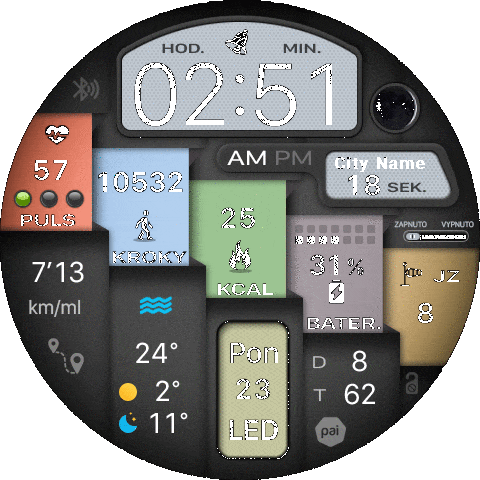 HOD. MIN.
02:51
AM PM
City Name
18 SEK.
57
PULS
10532
KROKY
25
KCAL
31%
BATER.
ZAPNUTO VYPNUTO
JZ
8
7'13
km/ml
24°
2°
11°
Pon
23
LED
D 8
T 62
pai